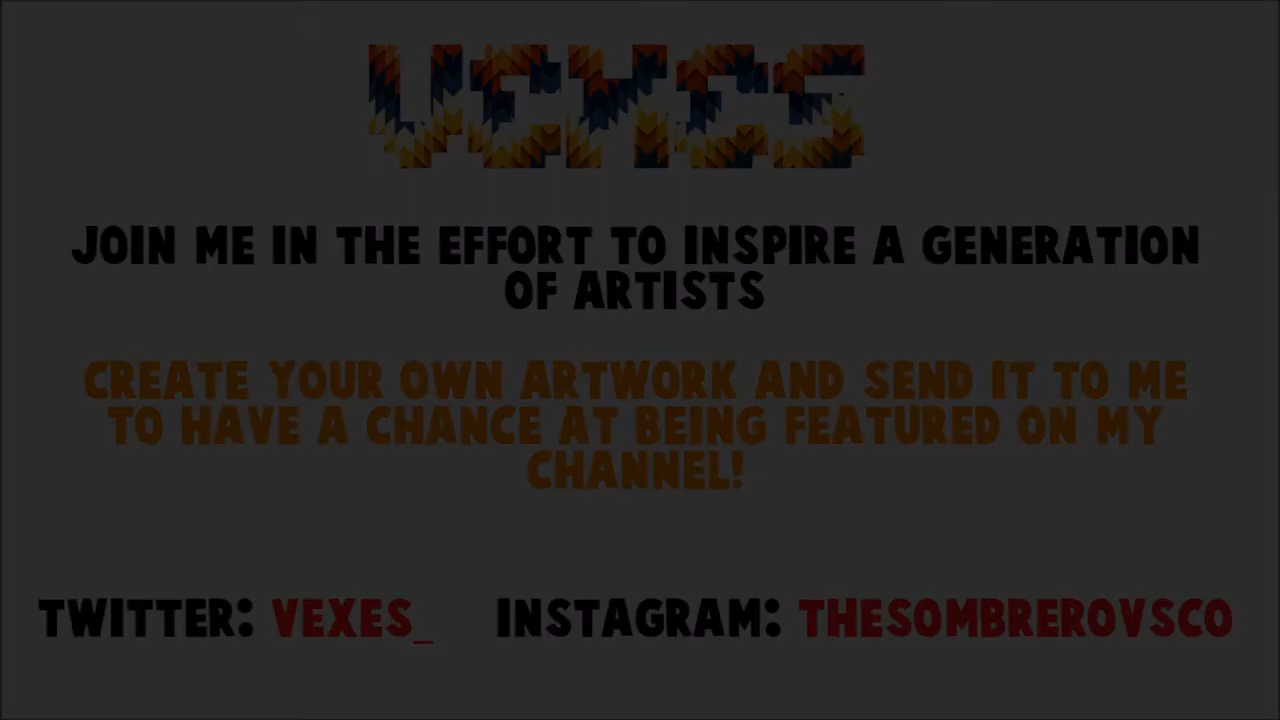 VEXES
JOIN ME IN THE EFFORT TO INSPIRE A GENERATION
OF ARTISTS
CREATE YOUR OWN ARTWORK AND SEND IT TO ME
TO HAVE A CHANCE AT BEING FEATURED ON MY
CHANNEL!
TWITTER: VEXES_ INSTAGRAM: THESOMBREROVSCO